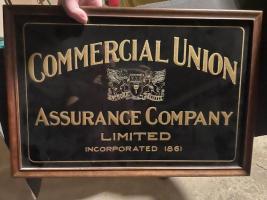 COMMERCIAL UNION
ASSURANCE COMPANY
LIMITED
INCORPORATED 1861